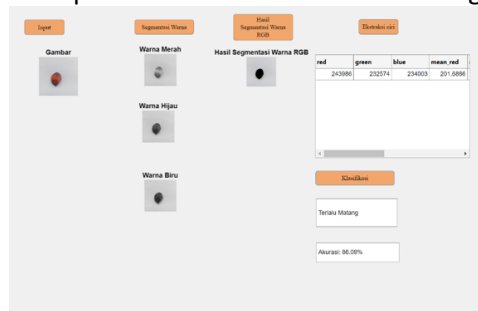 Input
Segmentasi Warna
Hasil
Segmentasi Warna
RGB
Ekstraksi ciri
Gambar
Warna Merah
Hasil Segmentasi Warna RGB
red green blue mean_red
243986 232574 234003 201.6886
Warna Hijau
Warna Biru
Klasifikasi
Terlalu Matang
Akurasi: 86.09%